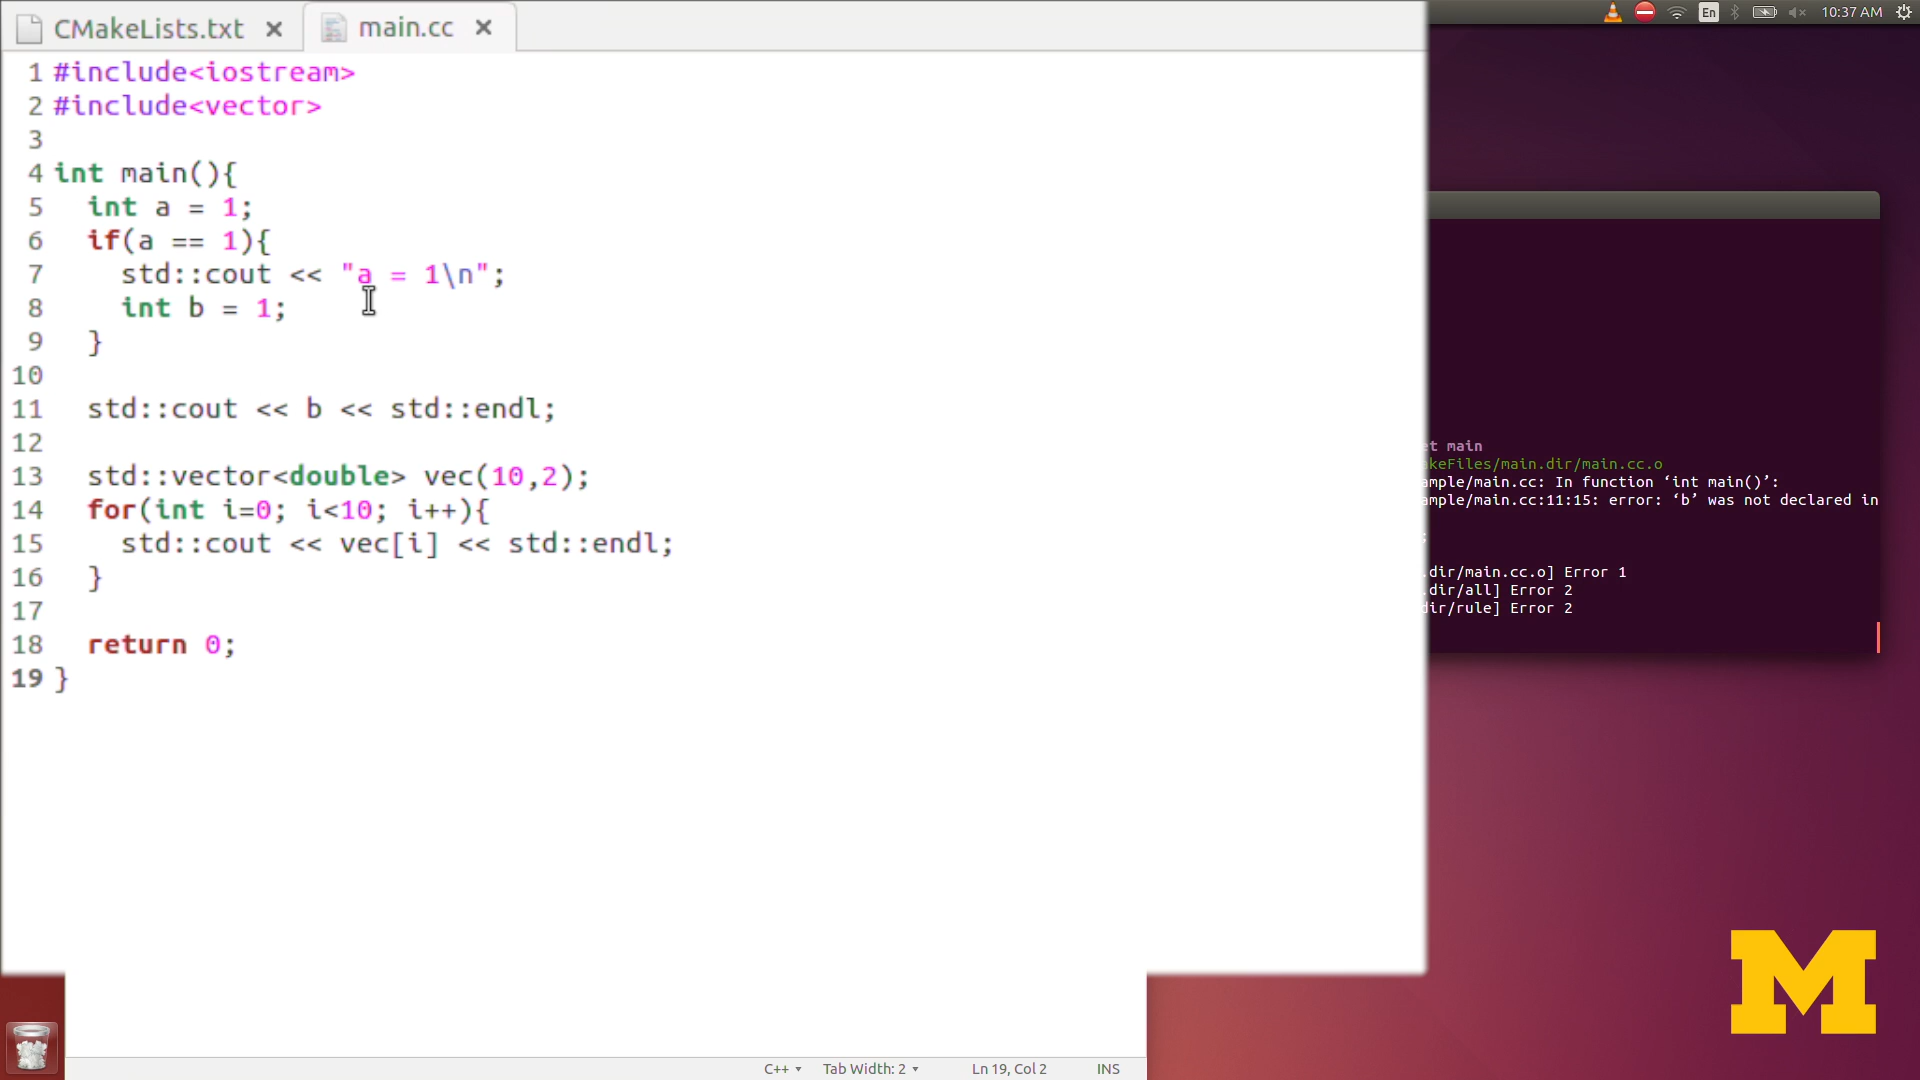 CMakeLists.txt
main.cc
En
10:37 AM
1 #include<iostream>
2 #include<vector>
3
4 int main(){
5   int a = 1;
6   if(a == 1){
7     std::cout << "a = 1\n";
8     int b = 1;
9   }
10
11   std::cout << b << std::endl;
12
13   std::vector<double> vec(10,2);
14   for(int i=0; i<10; i++){
15     std::cout << vec[i] << std::endl;
16   }
17
18   return 0;
19 }
et main
akeFiles/main.dir/main.cc.o
ample/main.cc: In function ‘int main()’:
ample/main.cc:11:15: error: ‘b’ was not declared in
;
.dir/main.cc.o] Error 1
.dir/all] Error 2
dir/rule] Error 2
M
C++ Tab Width: 2 Ln 19, Col 2 INS